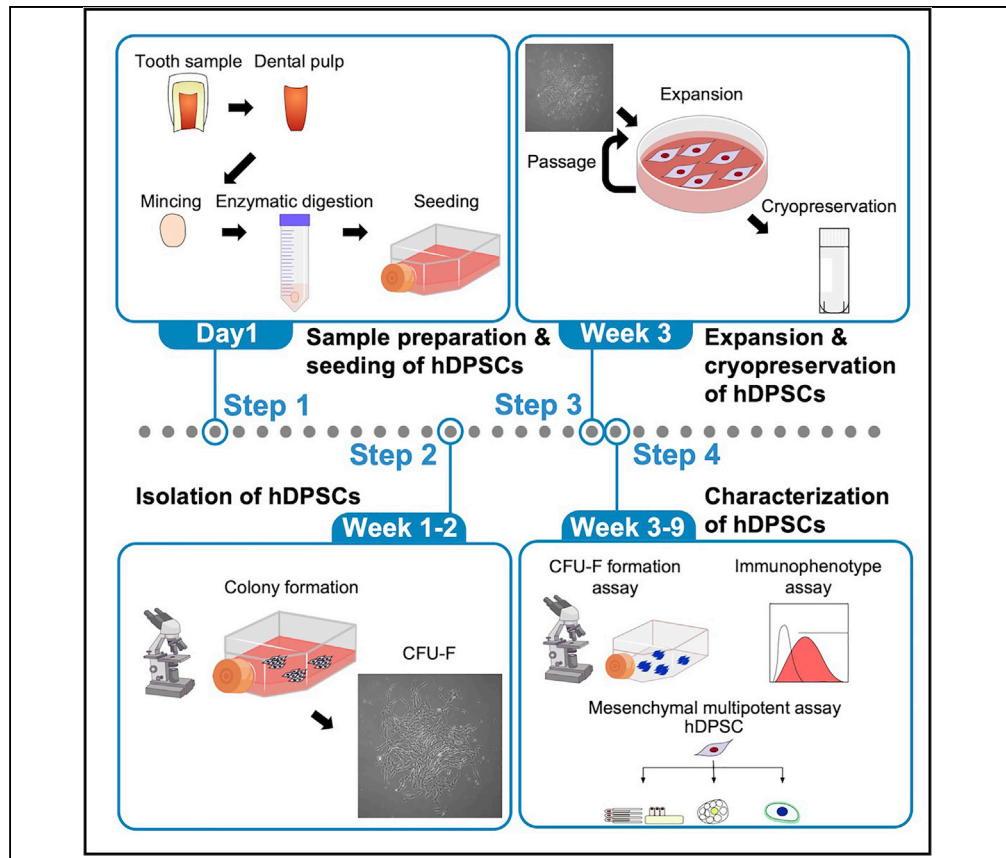 Tooth sample
Dental pulp
Mincing
Enzymatic digestion
Seeding
Day1
Sample preparation &
seeding of hDPSCs
Step 1
Expansion
Passage
Cryopreservation
Week 3
Expansion &
cryopreservation
of hDPSCs
Step 3
Step 2
Step 4
Isolation of hDPSCs
Week 1-2
Colony formation
CFU-F
Characterization
of hDPSCs
Week 3-9
CFU-F formation
assay
Immunophenotype
assay
Mesenchymal multipotent assay
hDPSC